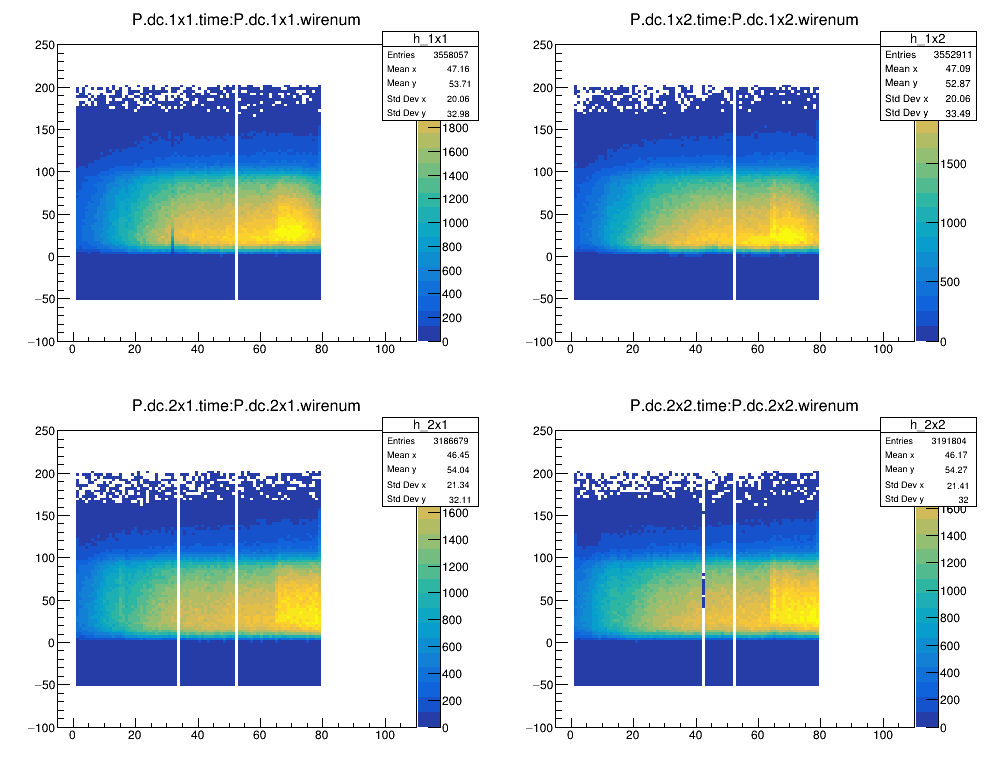 P.dc.1x1.time:P.dc.1x1.wirenum
h_1x1
Entries 3558057
Mean x 47.16
Mean y 53.71
Std Dev x 20.06
Std Dev y 32.98
250
200
150
100
50
0
−50
−100
0 20 40 60 80 100
1800
1600
1400
1200
1000
800
600
400
200
0
P.dc.1x2.time:P.dc.1x2.wirenum
h_1x2
Entries 3552911
Mean x 47.09
Mean y 52.87
Std Dev x 20.06
Std Dev y 33.49
250
200
150
100
50
0
−50
−100
0 20 40 60 80 100
1500
1000
500
0
P.dc.2x1.time:P.dc.2x1.wirenum
h_2x1
Entries 3186679
Mean x 46.45
Mean y 54.04
Std Dev x 21.34
Std Dev y 32.11
250
200
150
100
50
0
−50
−100
0 20 40 60 80 100
1600
1400
1200
1000
800
600
400
200
0
P.dc.2x2.time:P.dc.2x2.wirenum
h_2x2
Entries 3191804
Mean x 46.17
Mean y 54.27
Std Dev x 21.41
Std Dev y 32
250
200
150
100
50
0
−50
−100
0 20 40 60 80 100
1600
1400
1200
1000
800
600
400
200
0